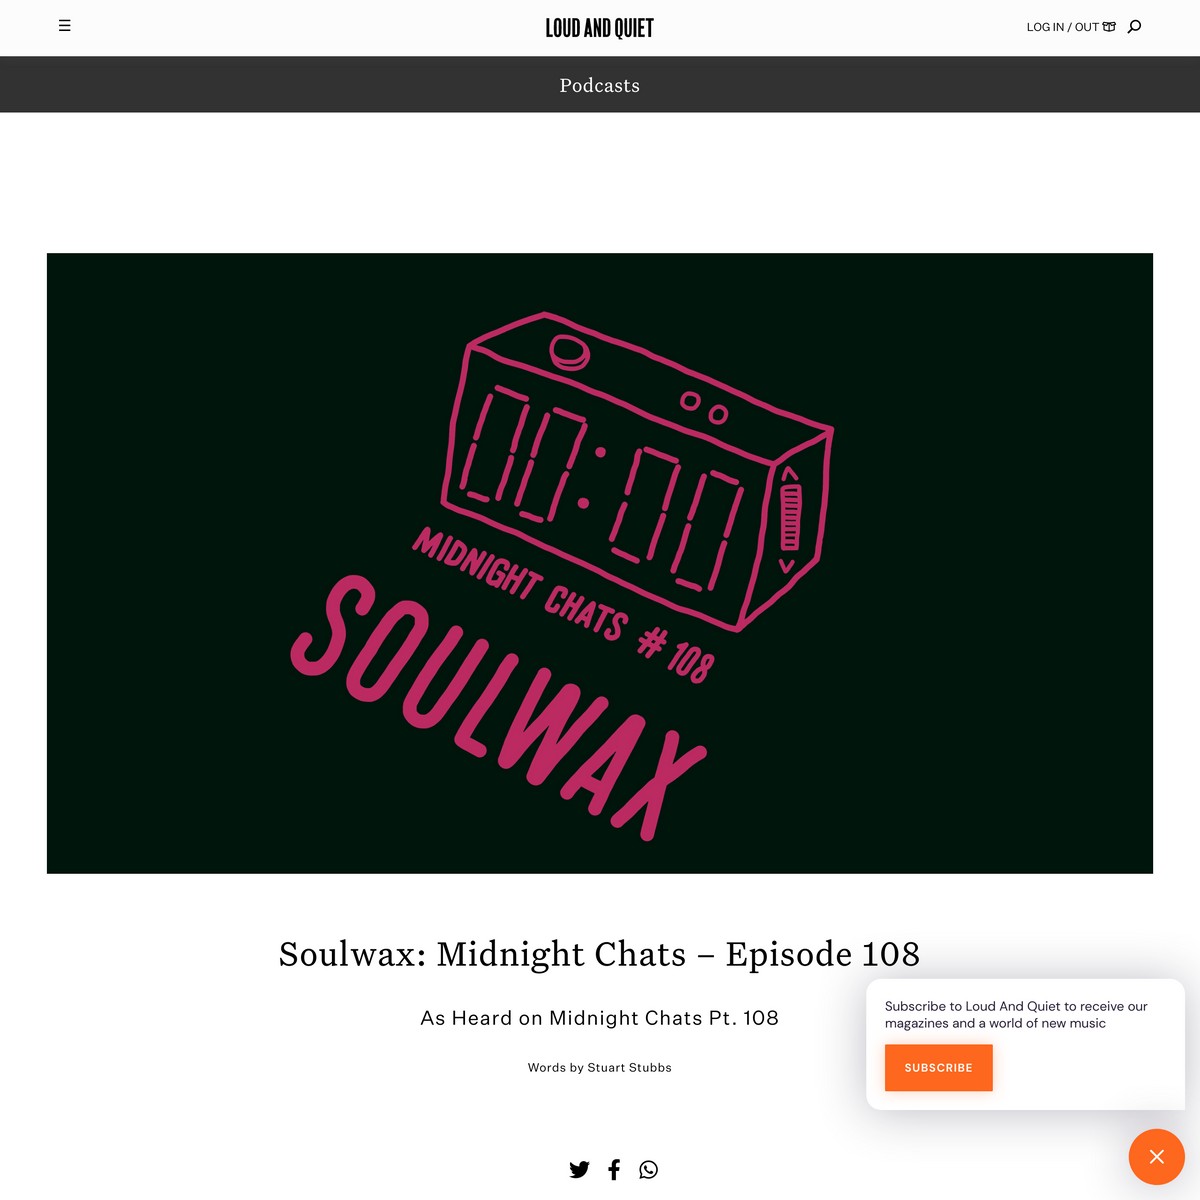 LOUD AND QUIET
LOG IN / OUT
Podcasts
00:00
MIDNIGHT CHATS # 108
SOULWAX
Soulwax: Midnight Chats – Episode 108
As Heard on Midnight Chats Pt. 108
Words by Stuart Stubbs
Subscribe to Loud And Quiet to receive our
magazines and a world of new music
SUBSCRIBE